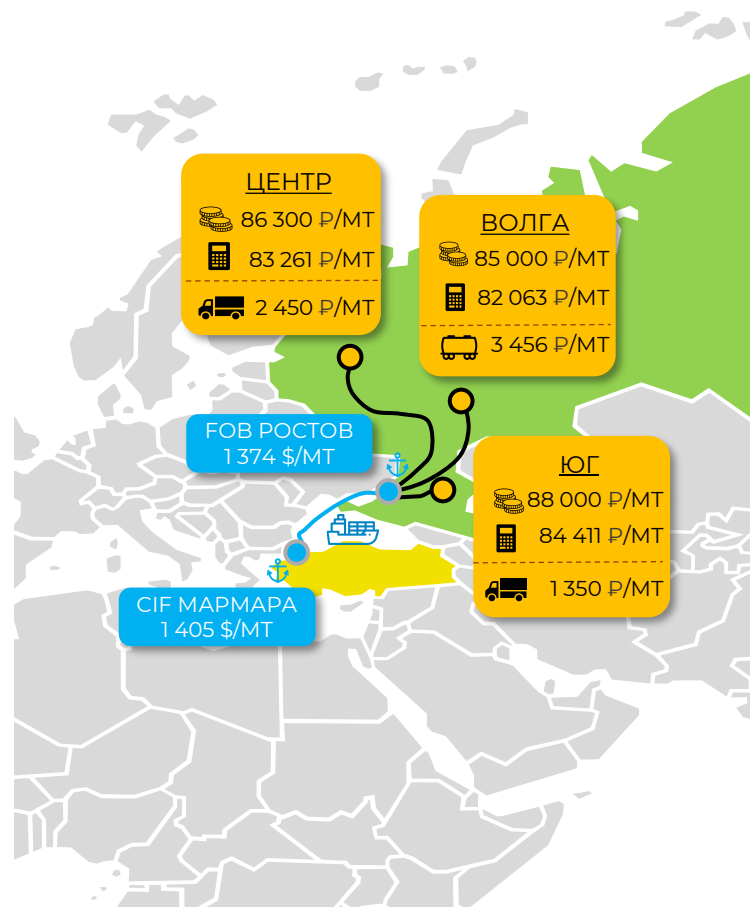 ЦЕНТР
86 300 ₽/МТ
83 261 ₽/МТ
2 450 ₽/МТ
ВОЛГА
85 000 ₽/МТ
82 063 ₽/МТ
3 456 ₽/МТ
FOB РОСТОВ
1 374 $/МТ
ЮГ
88 000 ₽/МТ
84 411 ₽/МТ
1 350 ₽/МТ
CIF МАРМАРА
1 405 $/МТ